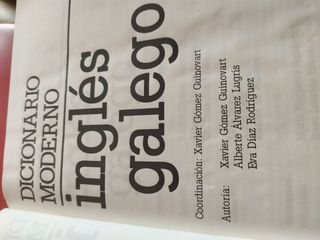 DICIONARIO
MODERNO
inglés
galego
Coordinación: Xavier Gómez Guinovart
Autoría: Xavier Gómez Guinovart
Alberte Álvarez Lugrís
Eva Díaz Rodríguez